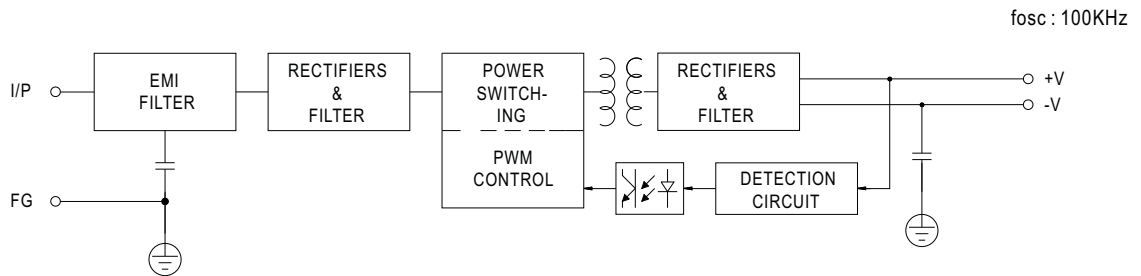 fosc : 100KHz
I/P
EMI
FILTER
RECTIFIERS
&
FILTER
POWER
SWITCH-
ING
PWM
CONTROL
RECTIFIERS
&
FILTER
+V
-V
DETECTION
CIRCUIT
FG